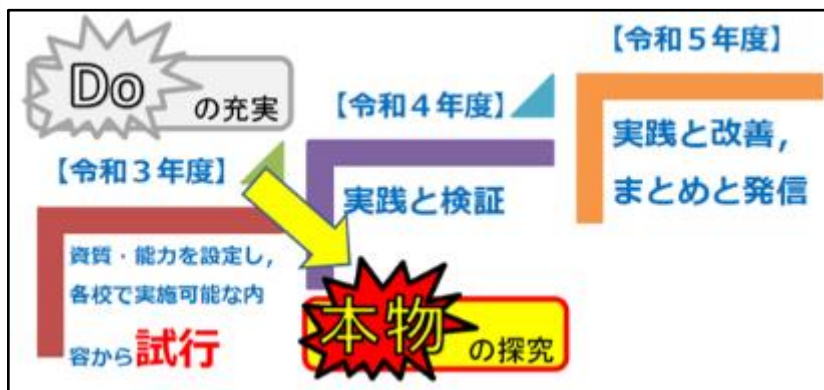 Doの充実
【令和３年度】
資質・能力を設定し，
各校で実施可能な内
容から試行
【令和４年度】
実践と検証
本物の探究
【令和５年度】
実践と改善，
まとめと発信